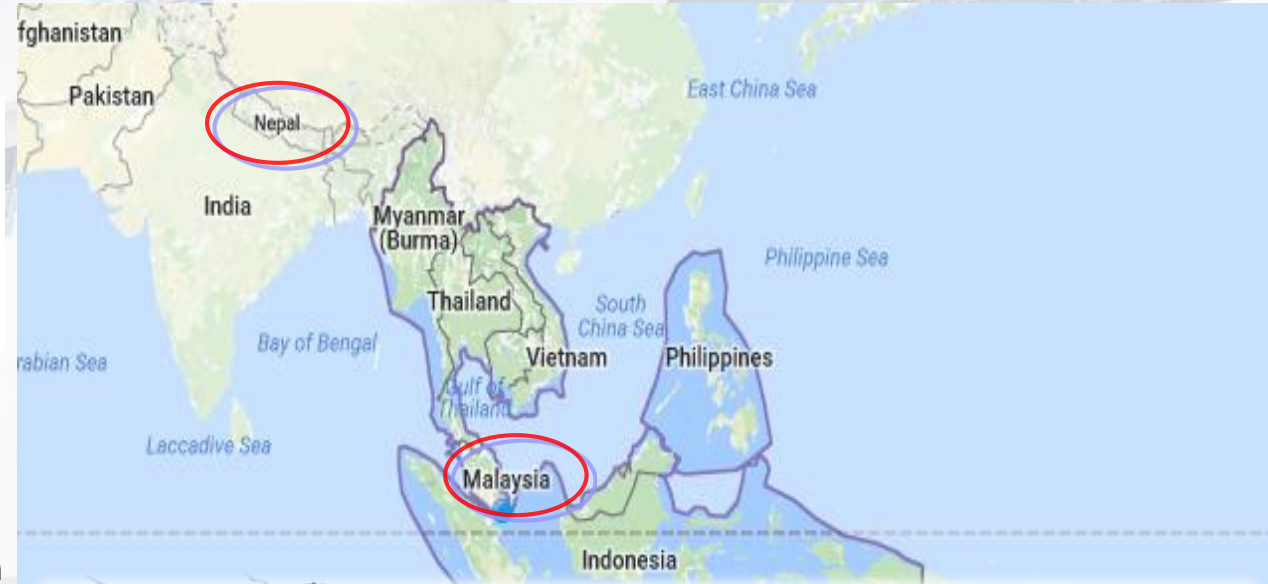 fghanistan
Pakistan
East China Sea
Nepal
India
Myanmar
(Burma)
Philippine Sea
Thailand
South
China Sea
Bay of Bengal
Vietnam
Philippines
rabian Sea
Gulf of
Thailand
Laccadive Sea
Malaysia
Indonesia